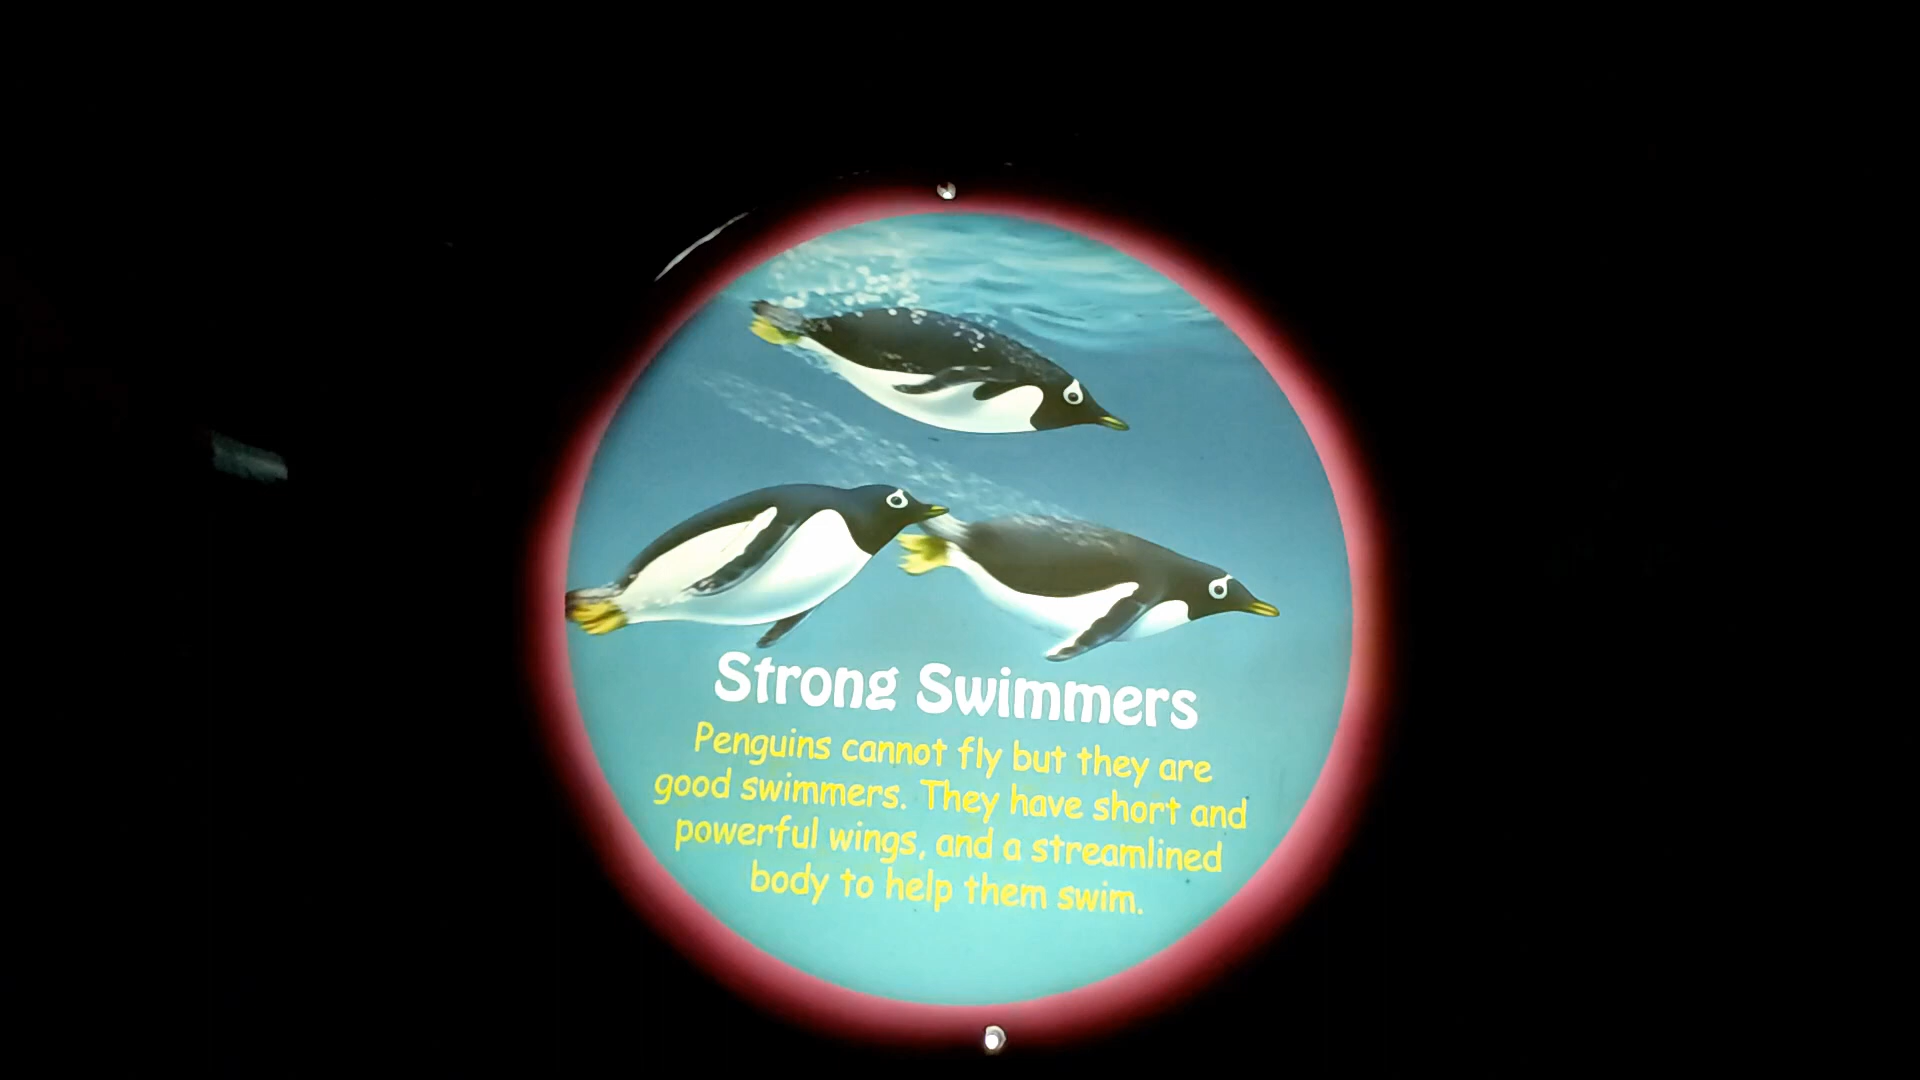 Strong Swimmers
Penguins cannot fly but they are
good swimmers. They have short and
powerful wings, and a streamlined
body to help them swim.